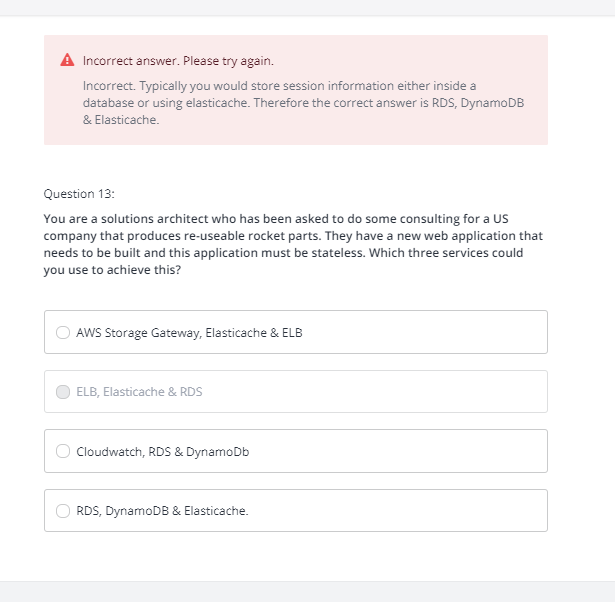 Incorrect answer. Please try again.
Incorrect. Typically you would store session information either inside a
database or using elasticache. Therefore the correct answer is RDS, DynamoDB
& Elasticache.
Question 13:
You are a solutions architect who has been asked to do some consulting for a US
company that produces re-useable rocket parts. They have a new web application that
needs to be built and this application must be stateless. Which three services could
you use to achieve this?
AWS Storage Gateway, Elasticache & ELB
ELB, Elasticache & RDS
Cloudwatch, RDS & DynamoDb
RDS, DynamoDB & Elasticache.